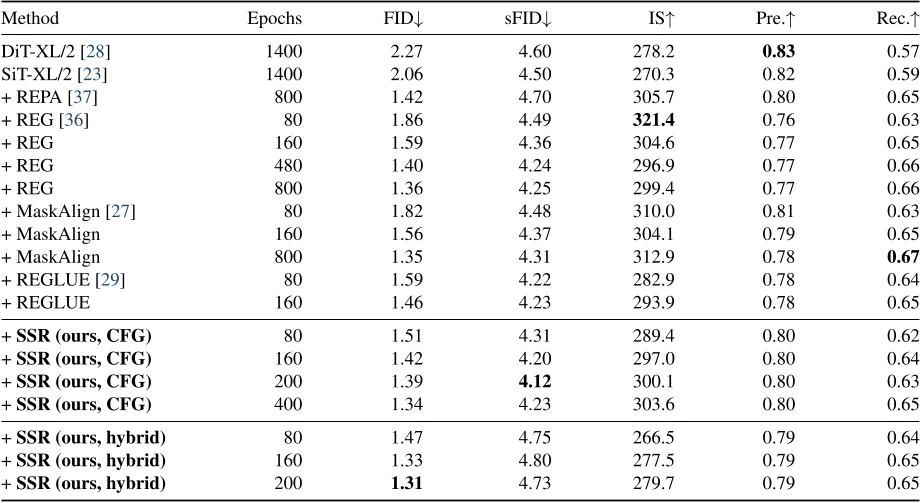 Method Epochs FID↓ sFID↓ IS↑ Pre.↑ Rec.↑
DiT-XL/2 [28] 1400 2.27 4.60 278.2 0.83 0.57
SiT-XL/2 [23] 1400 2.06 4.50 270.3 0.82 0.59
+ REPA [37] 800 1.42 4.70 305.7 0.80 0.65
+ REG [36] 80 1.86 4.49 321.4 0.76 0.63
+ REG 160 1.59 4.36 304.6 0.77 0.65
+ REG 480 1.40 4.24 296.9 0.77 0.66
+ REG 800 1.36 4.25 299.4 0.77 0.66
+ MaskAlign [27] 80 1.82 4.48 310.0 0.81 0.63
+ MaskAlign 160 1.56 4.37 304.1 0.79 0.65
+ MaskAlign 800 1.35 4.31 312.9 0.78 0.67
+ REGLUE [29] 80 1.59 4.22 282.9 0.78 0.64
+ REGLUE 160 1.46 4.23 293.9 0.78 0.65
+ SSR (ours, CFG) 80 1.51 4.31 289.4 0.80 0.62
+ SSR (ours, CFG) 160 1.42 4.20 297.0 0.80 0.64
+ SSR (ours, CFG) 200 1.39 4.12 300.1 0.80 0.63
+ SSR (ours, CFG) 400 1.34 4.23 303.6 0.80 0.65
+ SSR (ours, hybrid) 80 1.47 4.75 266.5 0.79 0.64
+ SSR (ours, hybrid) 160 1.33 4.80 277.5 0.79 0.65
+ SSR (ours, hybrid) 200 1.31 4.73 279.7 0.79 0.65